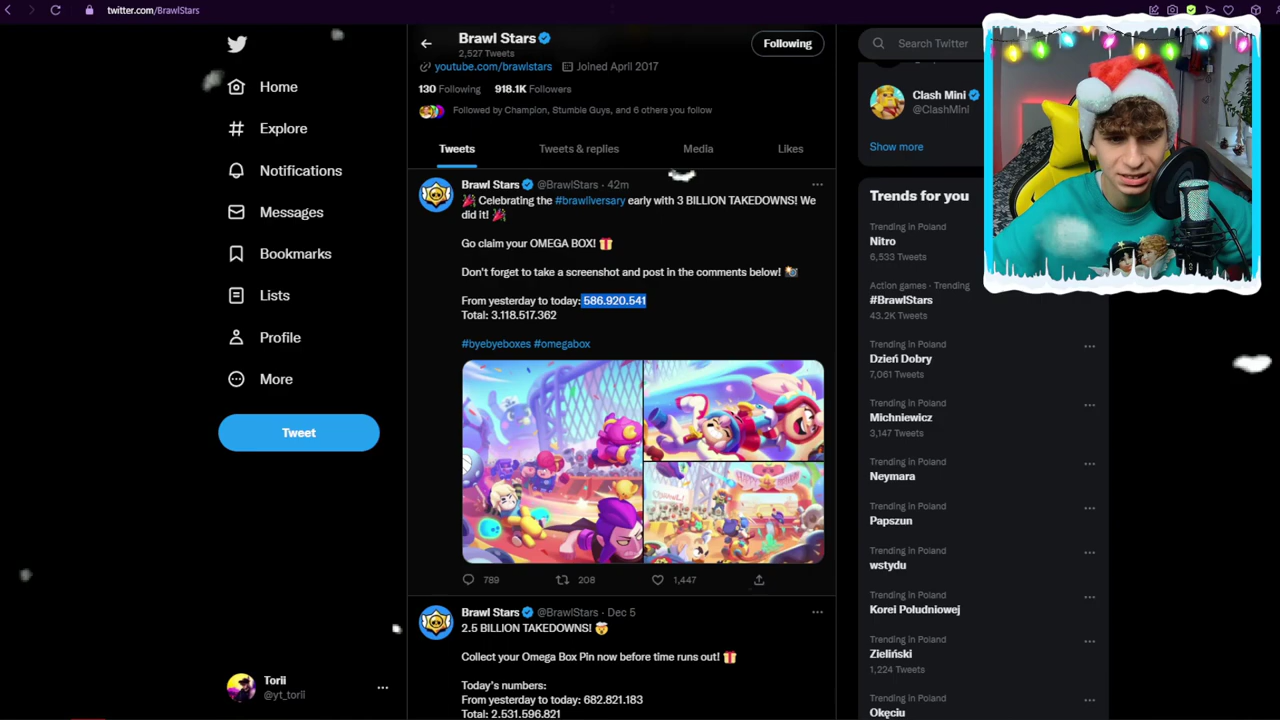 twitter.com/BrawlStars
Home
Explore
Notifications
Messages
Bookmarks
Lists
Profile
More
Tweet
Torii
@yt_torii
Brawl Stars
2,527 Tweets
Following
youtube.com/brawlstars Joined April 2017
130 Following 918.1K Followers
Followed by Champion, Stumble Guys, and 6 others you follow
Tweets Tweets & replies Media Likes
Brawl Stars @BrawlStars · 42m
🎉 Celebrating the #brawliversary early with 3 BILLION TAKEDOWNS! We
did it! 🎉
Go claim your OMEGA BOX! 🎁
Don't forget to take a screenshot and post in the comments below! 📸
From yesterday to today: 586.920.541
Total: 3.118.517.362
#byebyeboxes #omegabox
789 208 1,447
Brawl Stars @BrawlStars · Dec 5
2.5 BILLION TAKEDOWNS! 🤯
Collect your Omega Box Pin now before time runs out! 🎁
Today's numbers:
From yesterday to today: 682.821.183
Total: 2.531.596.821
Search Twitter
Clash Mini
@ClashMini
Show more
Trends for you
Trending in Poland
Nitro
6,533 Tweets
Action games · Trending
#BrawlStars
43.2K Tweets
Trending in Poland
Dzień Dobry
7,061 Tweets
Trending in Poland
Michniewicz
3,147 Tweets
Trending in Poland
Neymara
Trending in Poland
Papszun
Trending in Poland
wstydu
Trending in Poland
Korei Południowej
Trending in Poland
Zieliński
1,224 Tweets
Trending in Poland
Okęciu